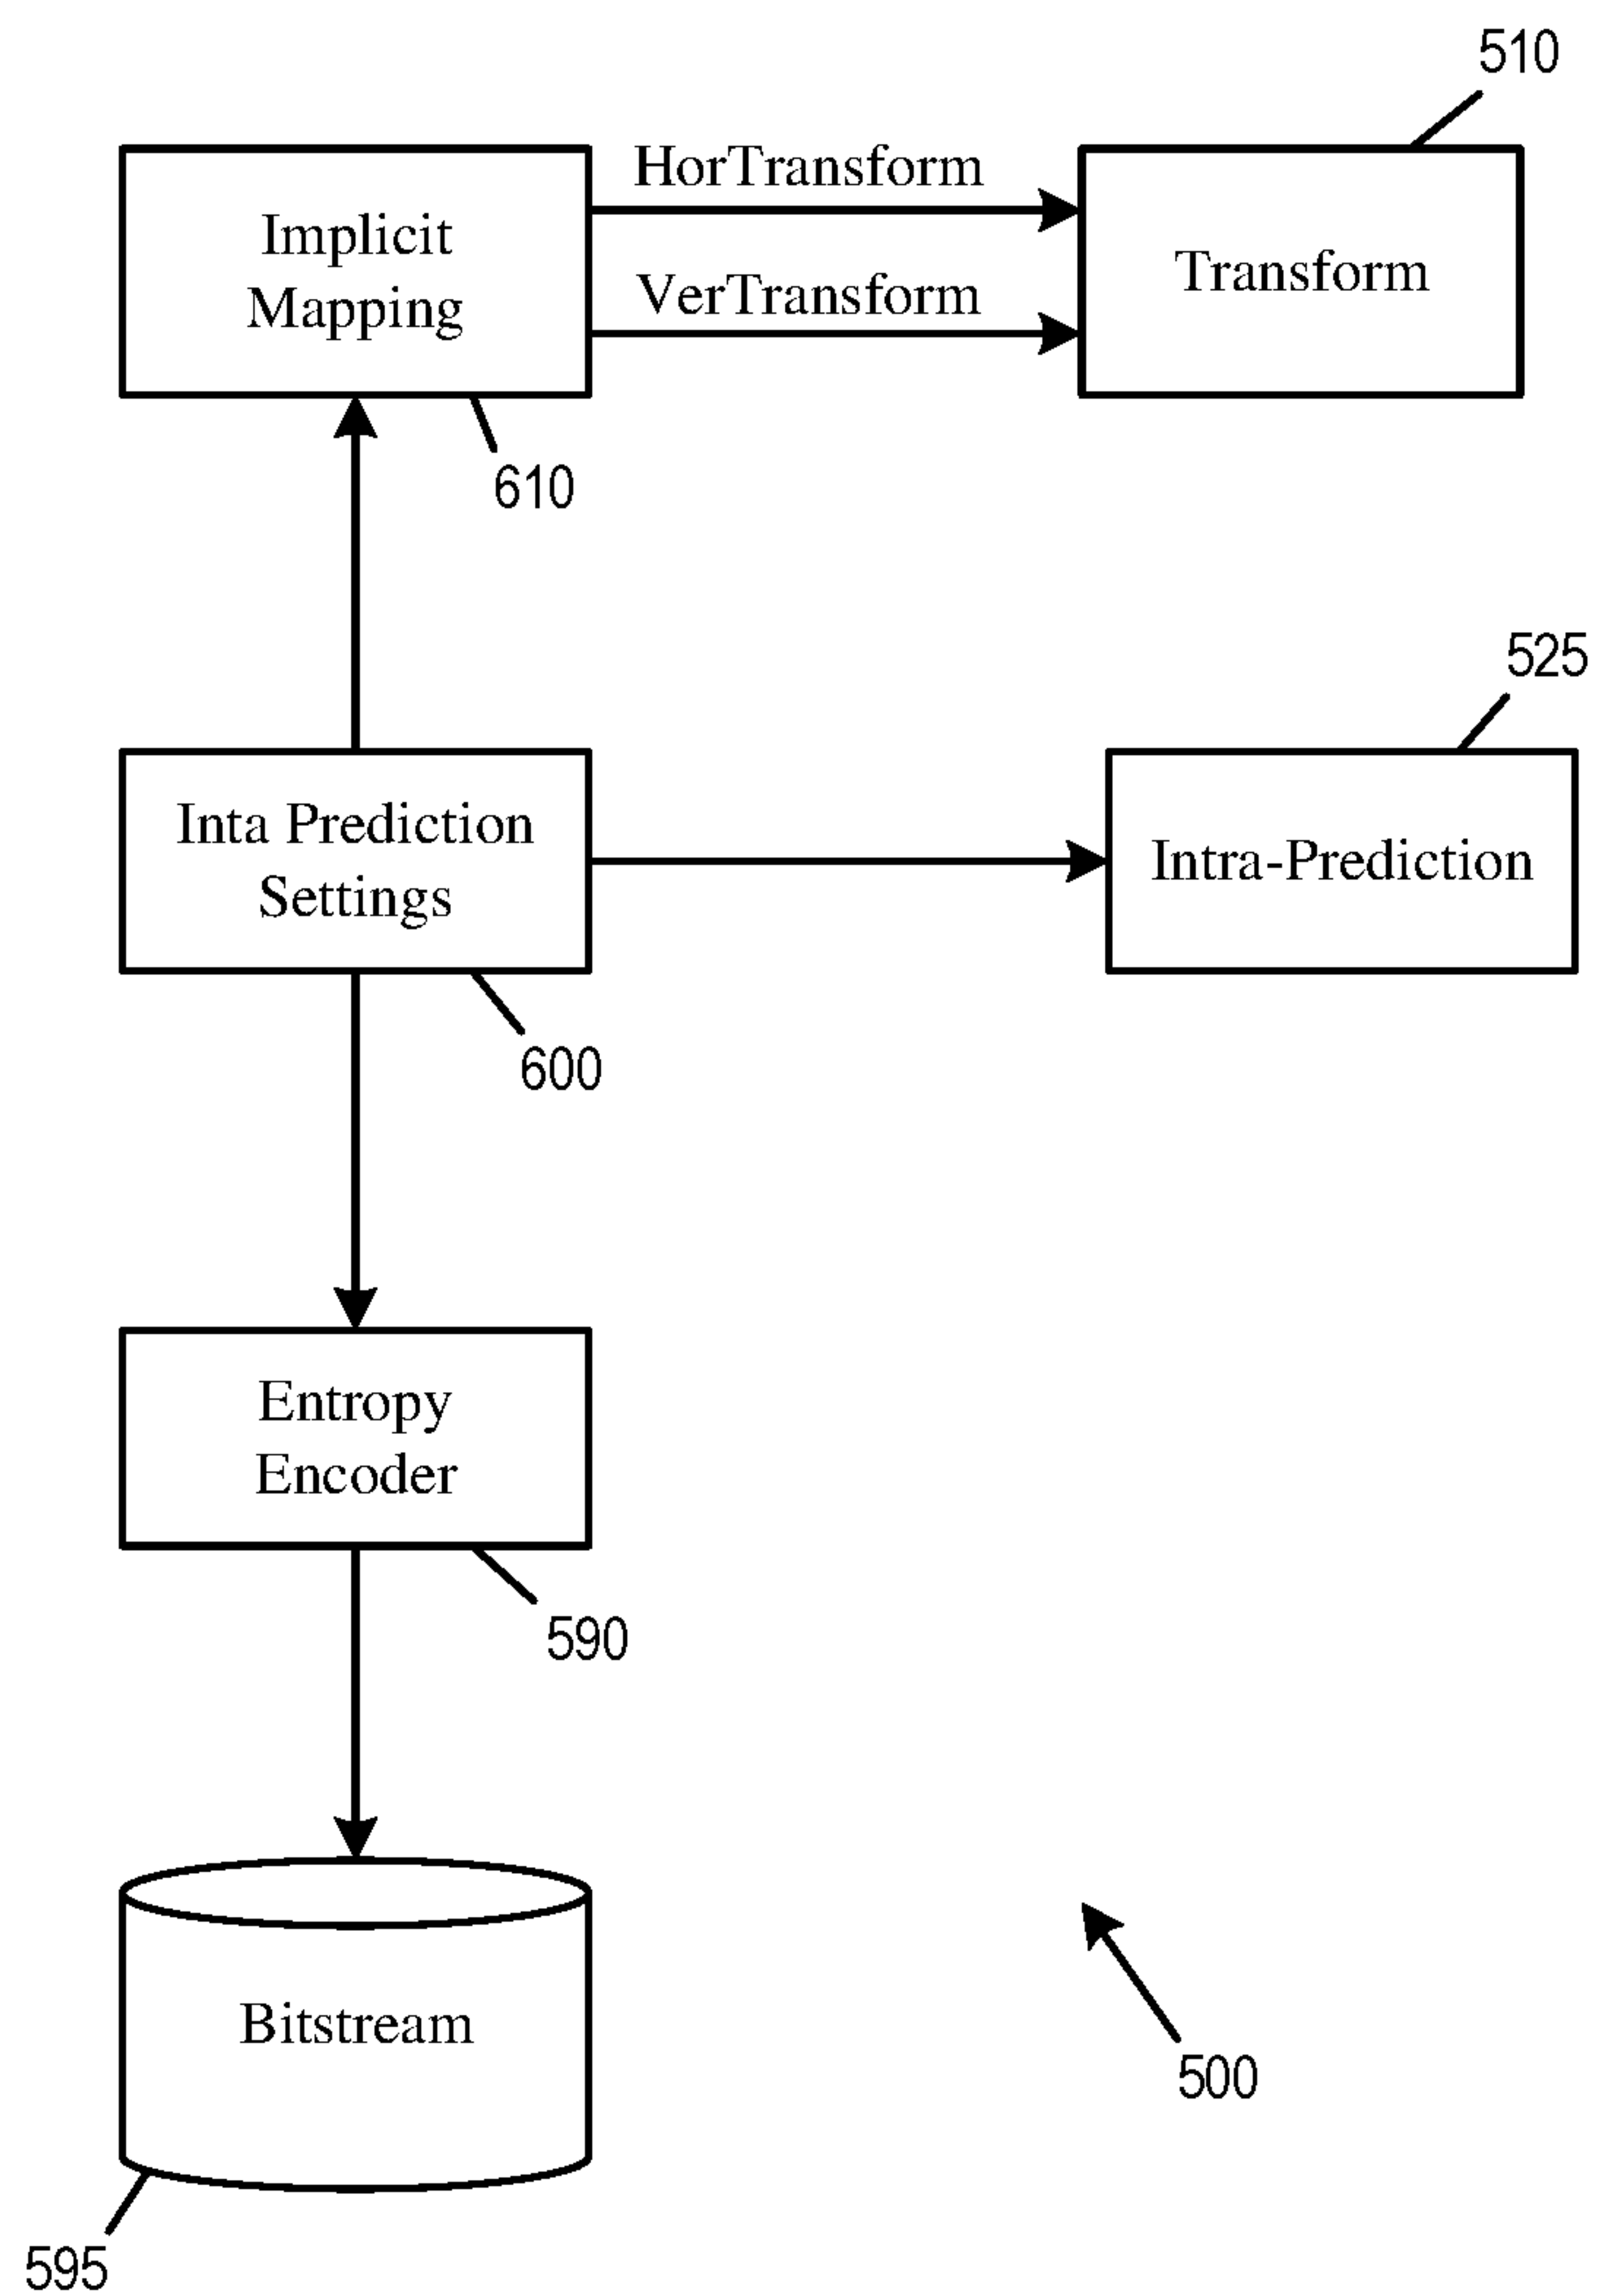 510
HorTransform
Implicit
Mapping
VerTransform
Transform
610
525
Inta Prediction
Settings
Intra-Prediction
600
Entropy
Encoder
590
Bitstream
500
595